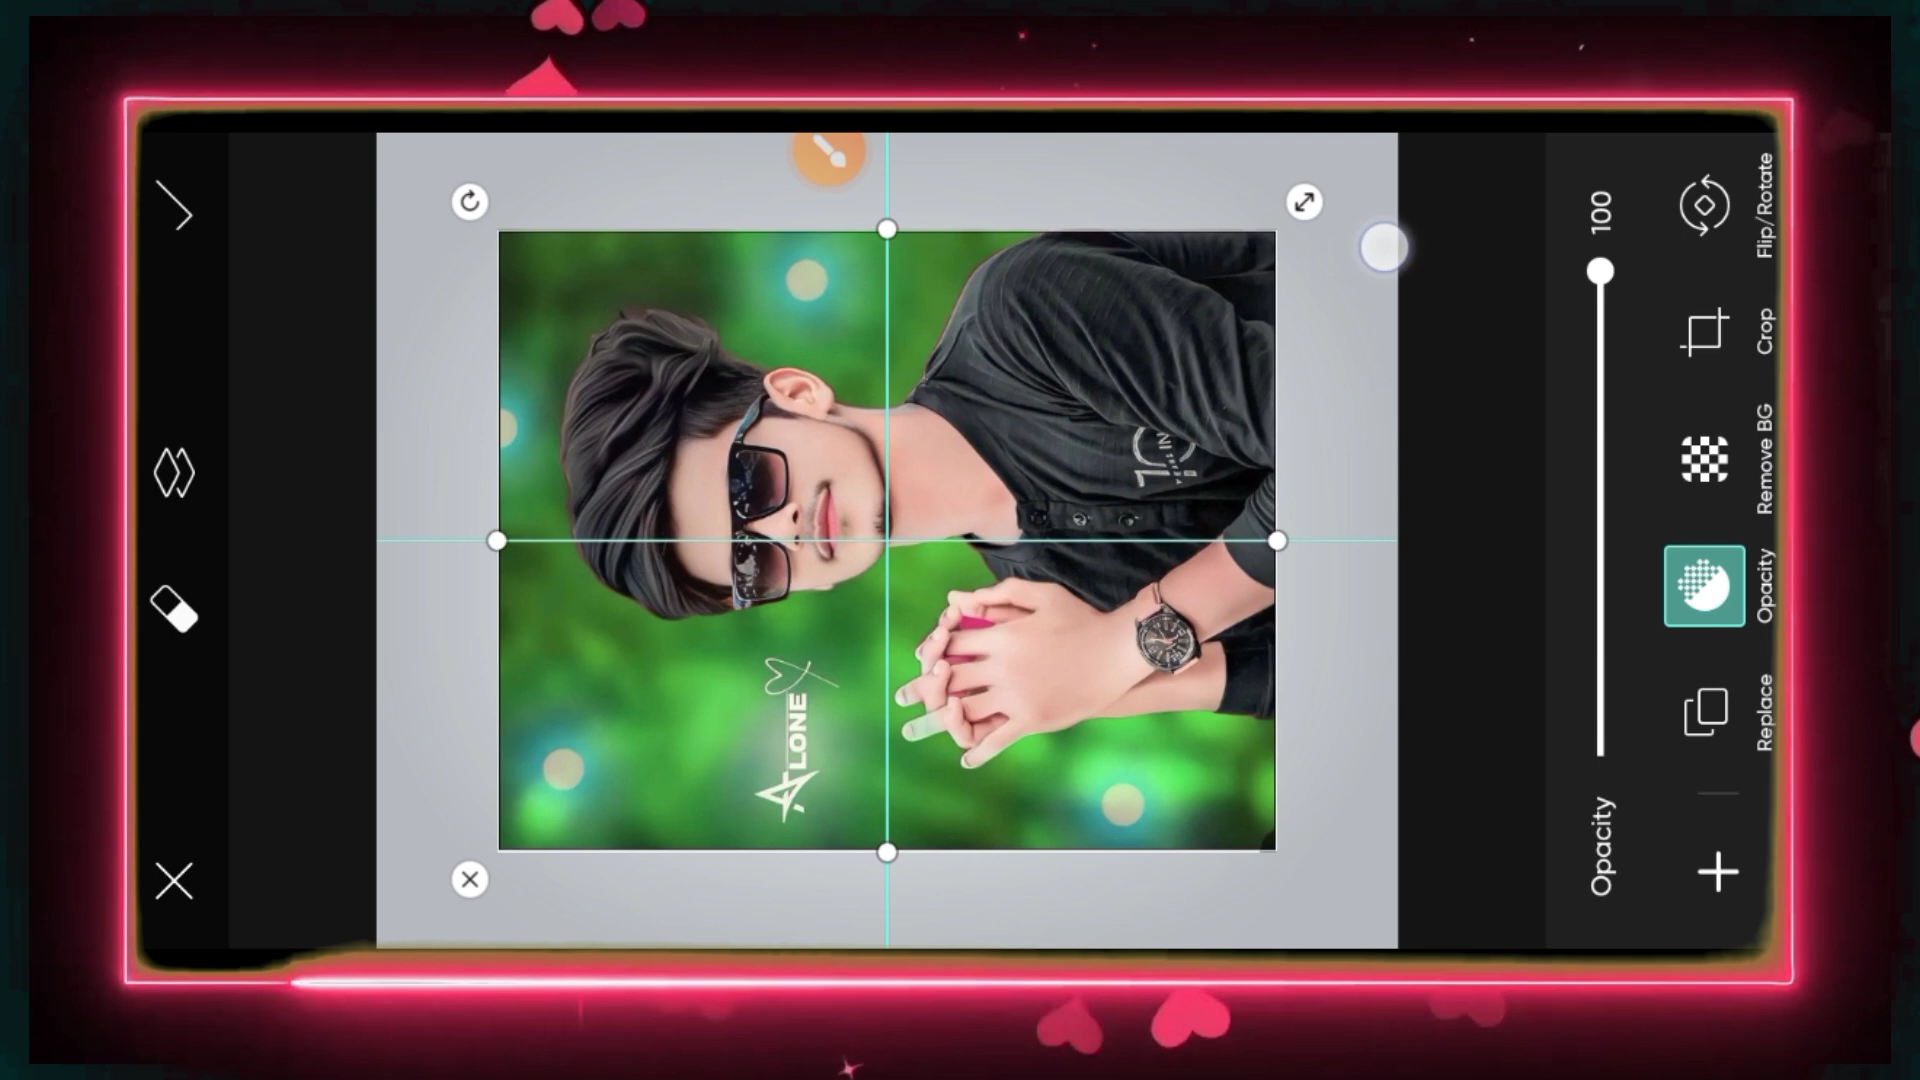 ALONE
100
Opacity
Flip/Rotate
Crop
Remove BG
Opacity
Replace